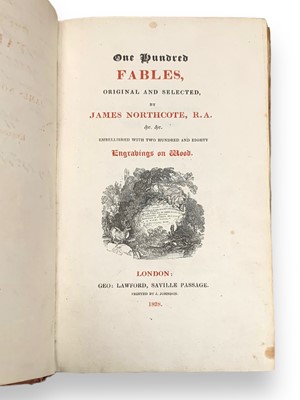 One Hundred
FABLES,
ORIGINAL AND SELECTED,
BY
JAMES NORTHCOTE, R.A.
&c. &c.
EMBELLISHED WITH TWO HUNDRED AND EIGHTY
Engravings on Wood.
LONDON:
GEO: LAWFORD, SAVILLE PASSAGE.
PRINTED BY J. JOHNSON.
1828.